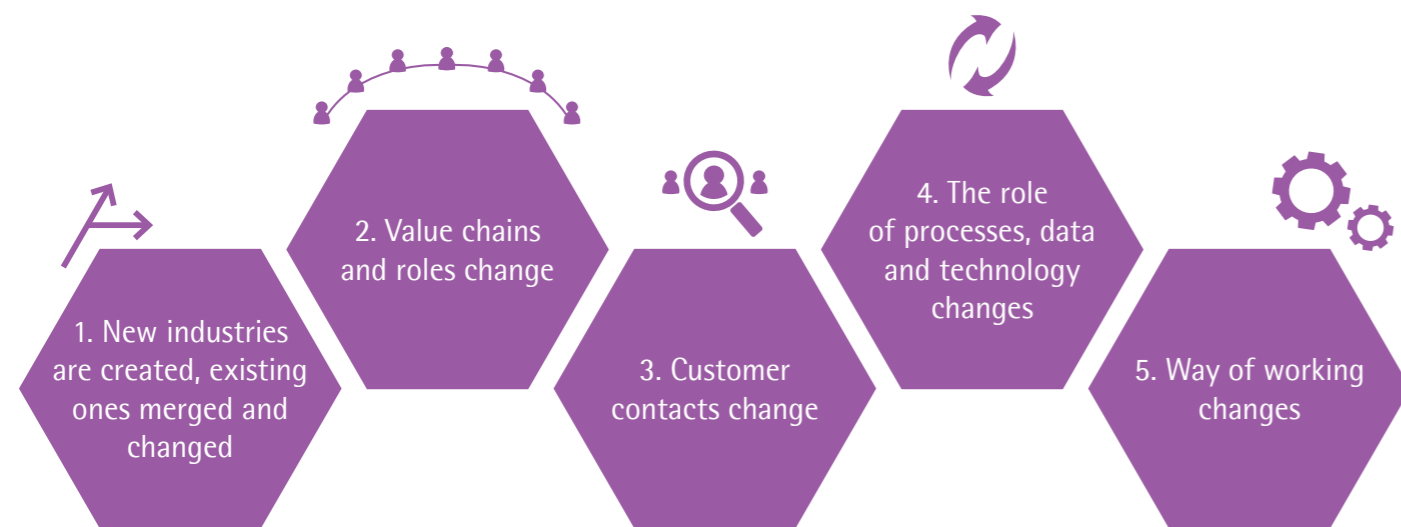 1. New industries
are created, existing
ones merged and
changed
2. Value chains
and roles change
3. Customer
contacts change
4. The role
of processes, data
and technology
changes
5. Way of working
changes